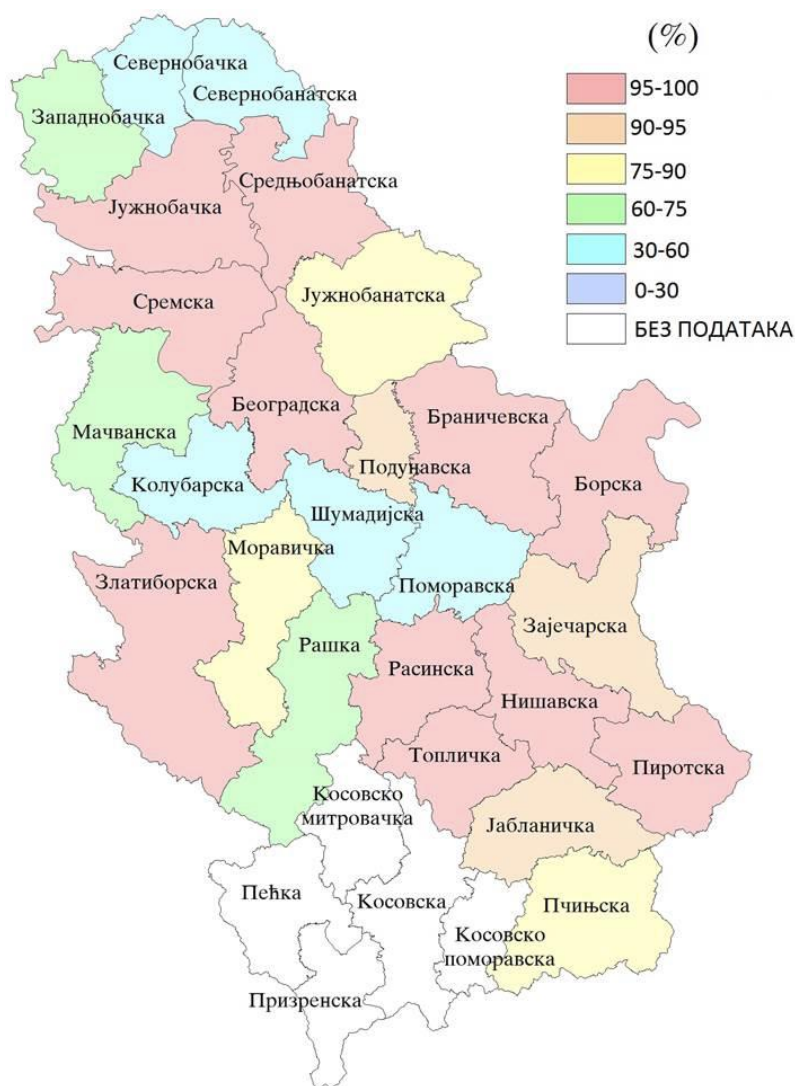 (%)
95-100
90-95
75-90
60-75
30-60
0-30
БЕЗ ПОДАТАКА
Севернобачка
Севернобанатска
Западнобачка
Средњобанатска
Јужнобачка
Јужнобанатска
Сремска
Београдска
Браничевска
Мачванска
Подунавска
Колубарска
Борска
Шумадијска
Моравичка
Златиборска
Поморавска
Зајечарска
Рашка
Расинска
Нишавска
Топличка
Пиротска
Косовско
митровачка
Јабланичка
Пећка
Косовска
Пчињска
Косовско
поморавска
Призренска